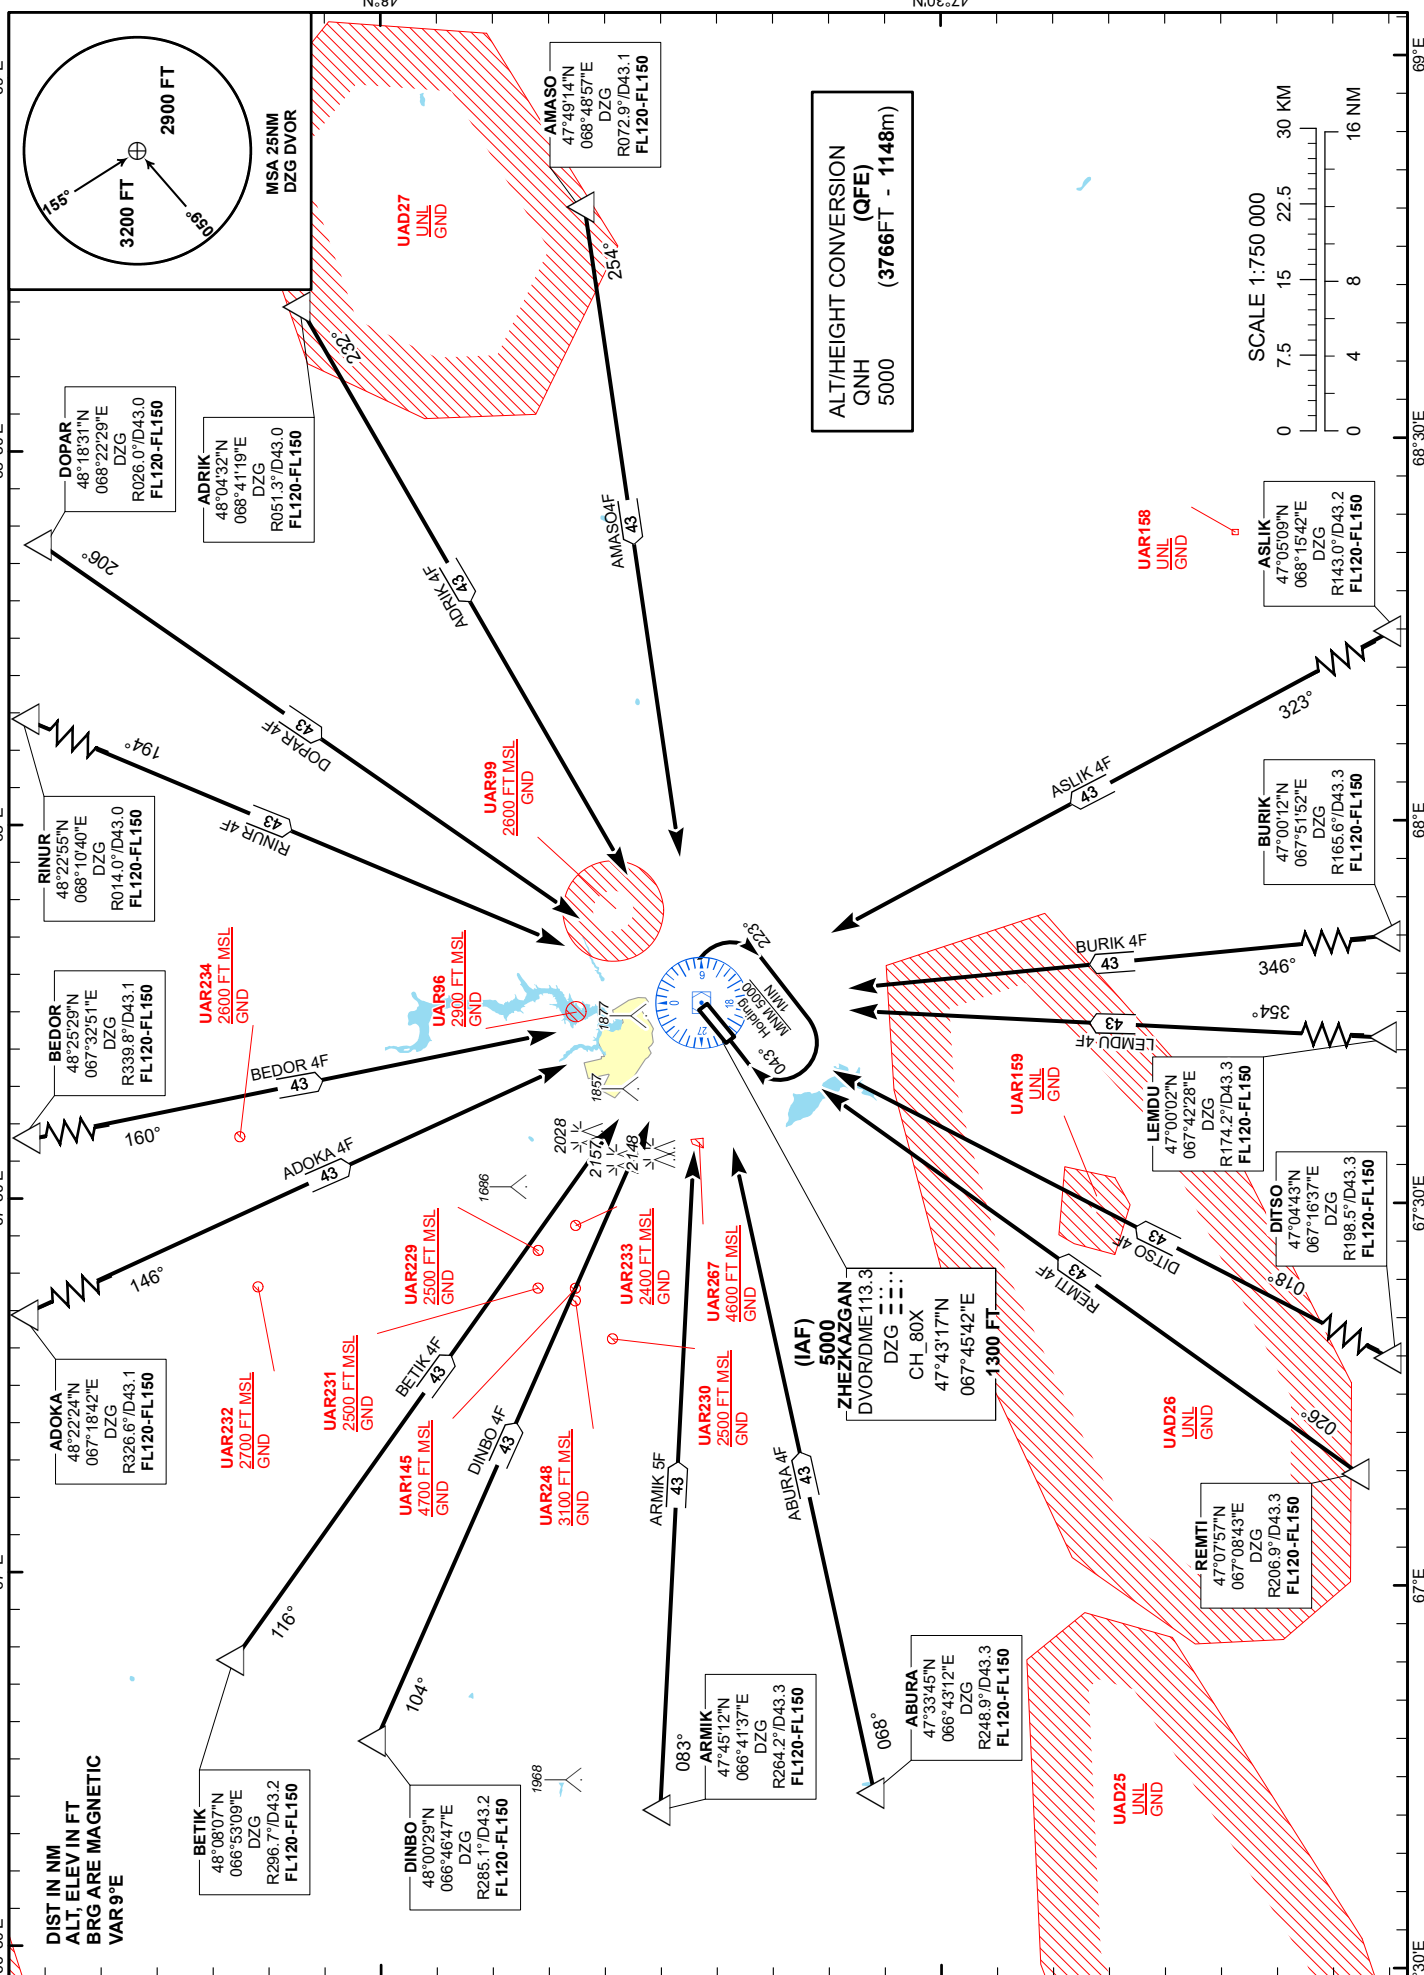 DIST IN NM
ALT, ELEV IN FT
BRG ARE MAGNETIC
VAR 9°E
BETIK
48°08'07"N
066°53'09"E
DZG
R296.7°/D43.2
FL120-FL150
116°
BETIK 4F
43
DINBO
48°00'29"N
066°46'47"E
DZG
R285.1°/D43.2
FL120-FL150
104°
DINBO 4F
43
ARMIK
47°45'12"N
066°41'37"E
DZG
R264.2°/D43.3
FL120-FL150
083°
ARMIK 5F
43
ABURA
47°33'45"N
066°43'12"E
DZG
R248.9°/D43.3
FL120-FL150
068°
ABURA 4F
43
ADOKA
48°22'24"N
067°18'42"E
DZG
R326.6°/D43.1
FL120-FL150
146°
ADOKA 4F
43
BEDOR
48°25'29"N
067°32'51"E
DZG
R339.8°/D43.1
FL120-FL150
160°
BEDOR 4F
43
RINUR
48°22'55"N
068°10'40"E
DZG
R014.0°/D43.0
FL120-FL150
194°
RINUR 4F
43
DOPAR
48°18'31"N
068°22'29"E
DZG
R026.0°/D43.0
FL120-FL150
206°
DOPAR 4F
43
ADRIK
48°04'32"N
068°41'19"E
DZG
R051.3°/D43.0
FL120-FL150
232°
ADRIK 4F
43
AMASO
47°49'14"N
068°48'57"E
DZG
R072.9°/D43.1
FL120-FL150
254°
AMASO4F
43
155°
059°
3200 FT
2900 FT
MSA 25NM
DZG DVOR
UAD27
UNL
GND
UAR232
2700 FT MSL
GND
UAR234
2600 FT MSL
GND
UAR231
2500 FT MSL
GND
UAR229
2500 FT MSL
GND
UAR145
4700 FT MSL
GND
UAR248
3100 FT MSL
GND
UAR233
2400 FT MSL
GND
UAR230
2500 FT MSL
GND
UAR267
4600 FT MSL
GND
UAR96
2900 FT MSL
GND
UAR99
2600 FT MSL
GND
1968
1686
2028
2157
2148
1857
1877
0
9
18
27
223°
043°
Holding
MNM 5000
1MIN
(IAF)
5000
ZHEZKAZGAN
DVOR/DME113.3
DZG
CH_80X
47°43'17"N
067°45'42"E
1300 FT
ALT/HEIGHT CONVERSION
QNH (QFE)
5000 (3766FT - 1148m)
SCALE 1:750 000
0 7.5 15 22.5 30 KM
0 4 8 16 NM
UAR158
UNL
GND
UAR159
UNL
GND
UAD26
UNL
GND
UAD25
UNL
GND
REMTI
47°07'57"N
067°08'43"E
DZG
R206.9°/D43.3
FL120-FL150
026°
REMTI 4F
43
DITSO
47°04'43"N
067°16'37"E
DZG
R198.5°/D43.3
FL120-FL150
018°
DITSO 4F
43
LEMDU
47°00'02"N
067°42'28"E
DZG
R174.2°/D43.3
FL120-FL150
354°
LEMDU 4F
43
BURIK
47°00'12"N
067°51'52"E
DZG
R165.6°/D43.3
FL120-FL150
346°
BURIK 4F
43
ASLIK
47°05'09"N
068°15'42"E
DZG
R143.0°/D43.2
FL120-FL150
323°
ASLIK 4F
43
48°N
47°30'N
67°E
67°30'E
68°E
68°30'E
69°E